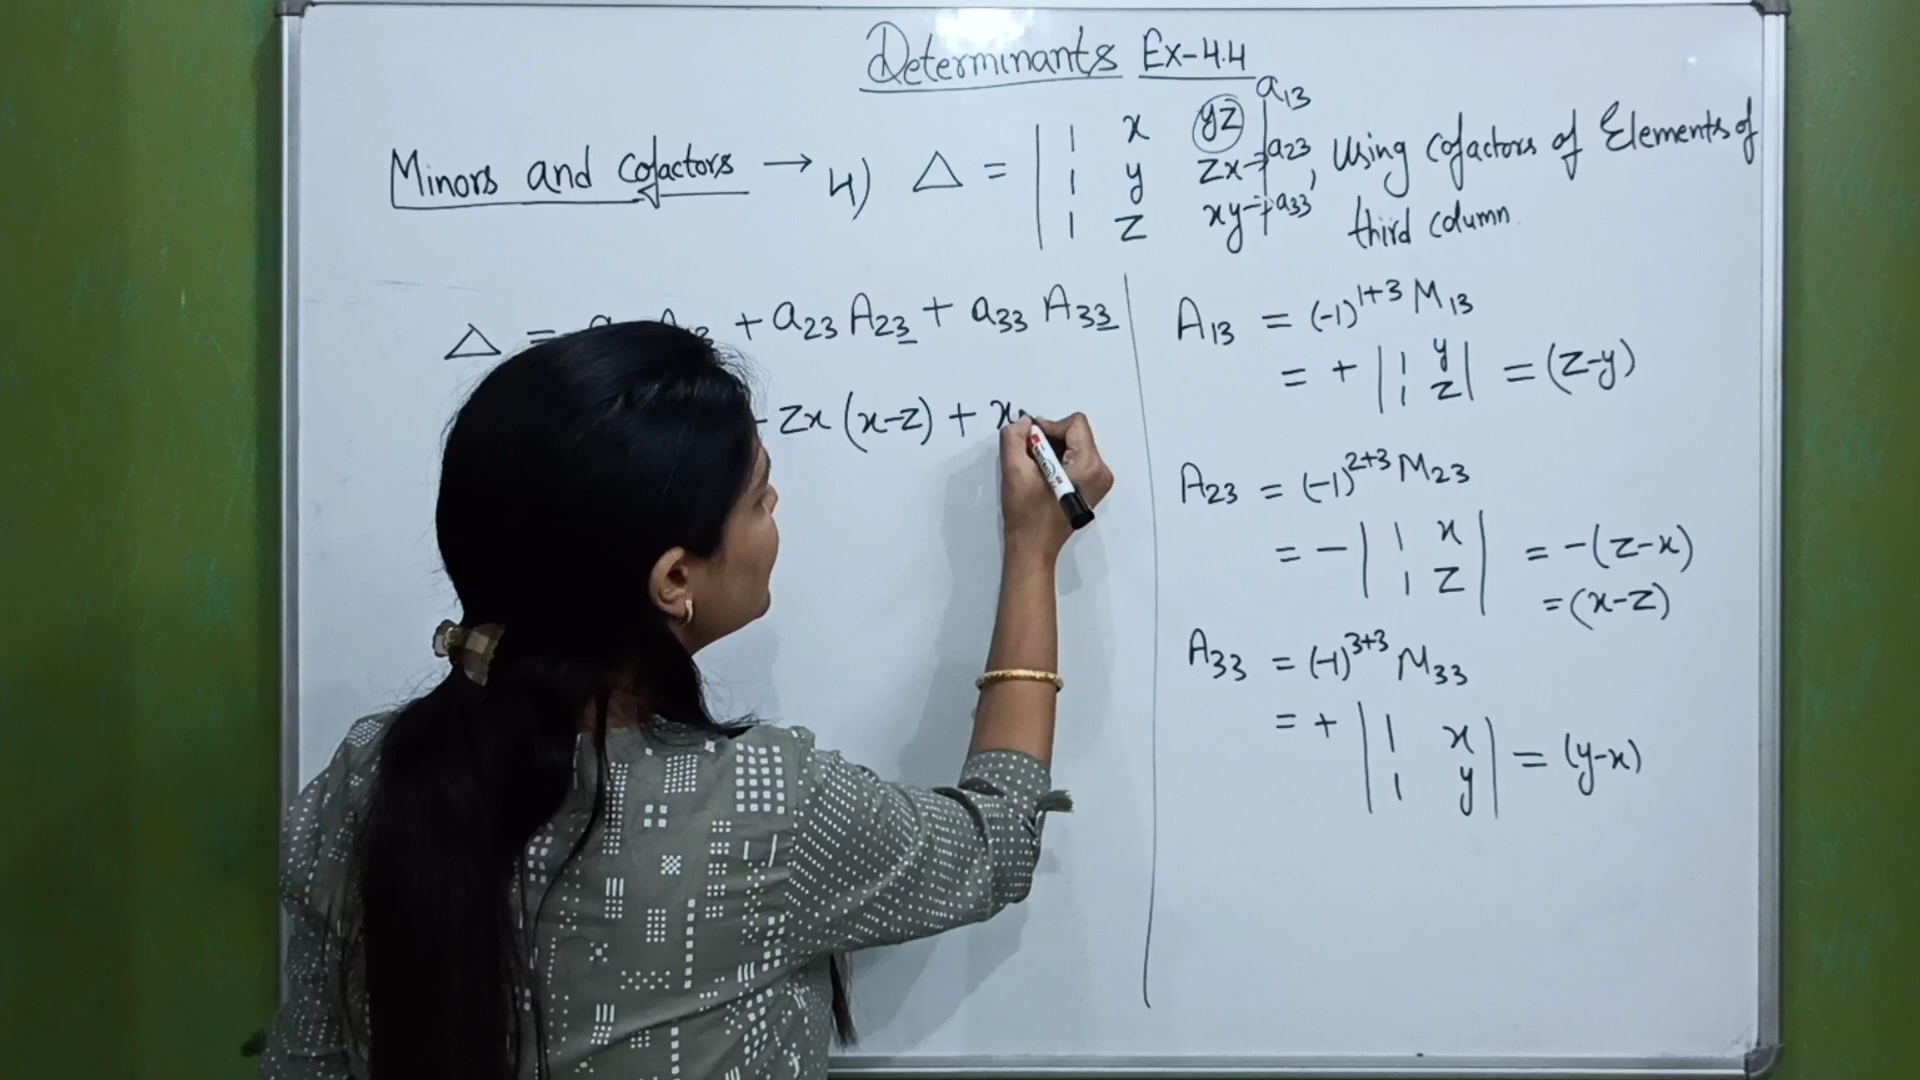 Determinants Ex-4.4
Minors and Cofactors → 4) Δ = | 1 x yz | a13
| 1 y zx | → a23, Using Cofactors of Elements of
| 1 z xy | → a33 third column.
Δ = + a23 A23 + a33 A33
zx (x-z) + x
A13 = (-1)^1+3 M13
= + | 1 y |
| 1 z | = (z-y)
A23 = (-1)^2+3 M23
= - | 1 x |
| 1 z | = -(z-x)
= (x-z)
A33 = (-1)^3+3 M33
= + | 1 x |
| 1 y | = (y-x)